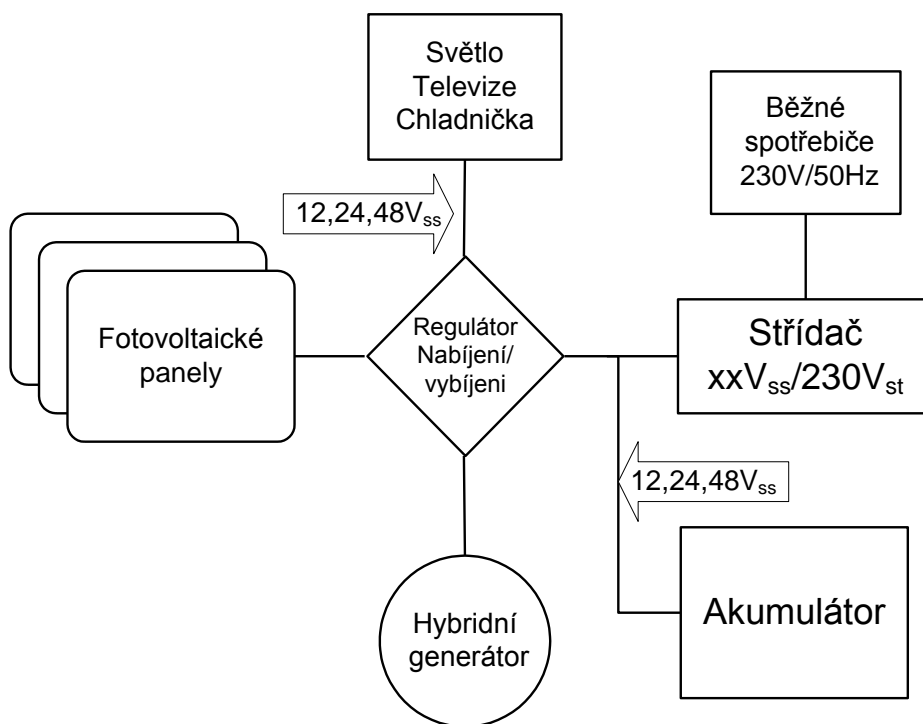 Světlo
Televize
Chladnička
Běžné
spotřebiče
230V/50Hz
12,24,48Vss
Fotovoltaické
panely
Regulátor
Nabíjení/
vybíjeni
Střídač
xxVss/230Vst
12,24,48Vss
Akumulátor
Hybridní
generátor